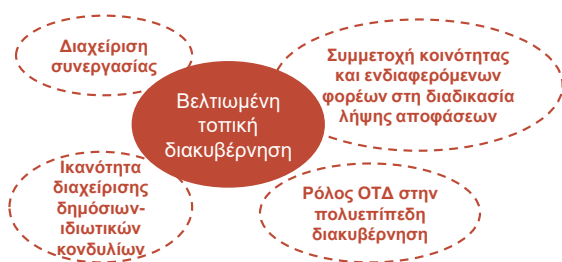 Διαχείριση
συνεργασίας
Συμμετοχή κοινότητας
και ενδιαφερόμενων
φορέων στη διαδικασία
λήψης αποφάσεων
Βελτιωμένη
τοπική
διακυβέρνηση
Ικανότητα
διαχείρισης
δημόσιων-
ιδιωτικών
κονδυλίων
Ρόλος ΟΤΔ στην
πολυεπίπεδη
διακυβέρνηση